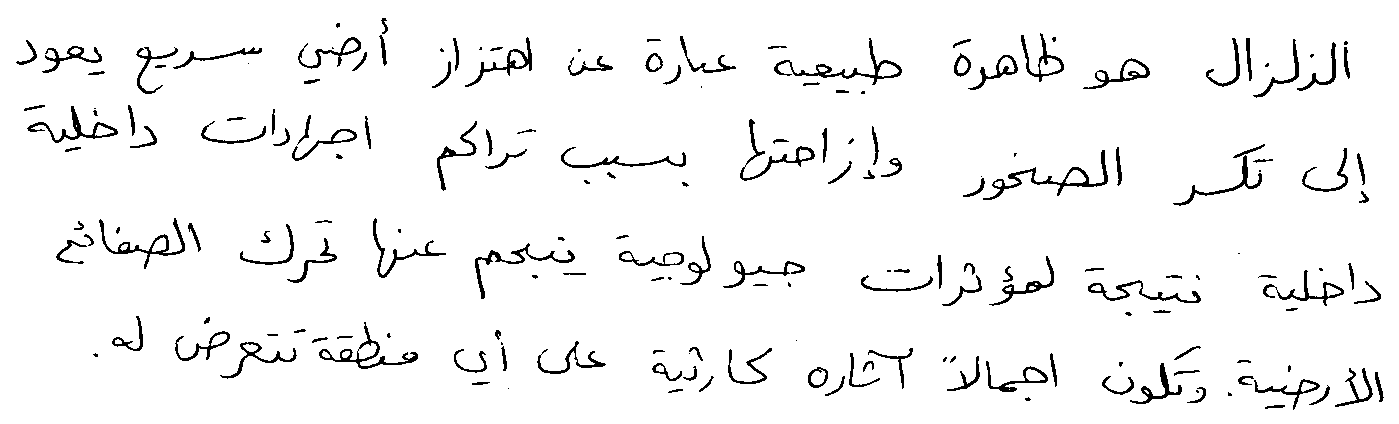 الزلزال هو ظاهرة طبيعية عبارة عن اهتزاز أرضي سريع يعود
إلى تكسر الصخور وإزاحتها بسبب تراكم اجهادات داخلية
داخلية نتيجة لمؤثرات جيولوجية ينجم عنها تحرك الصفائح
الأرضية. وتكون اجمالاً آثاره كارثية على أي منطقة تتعرض له.